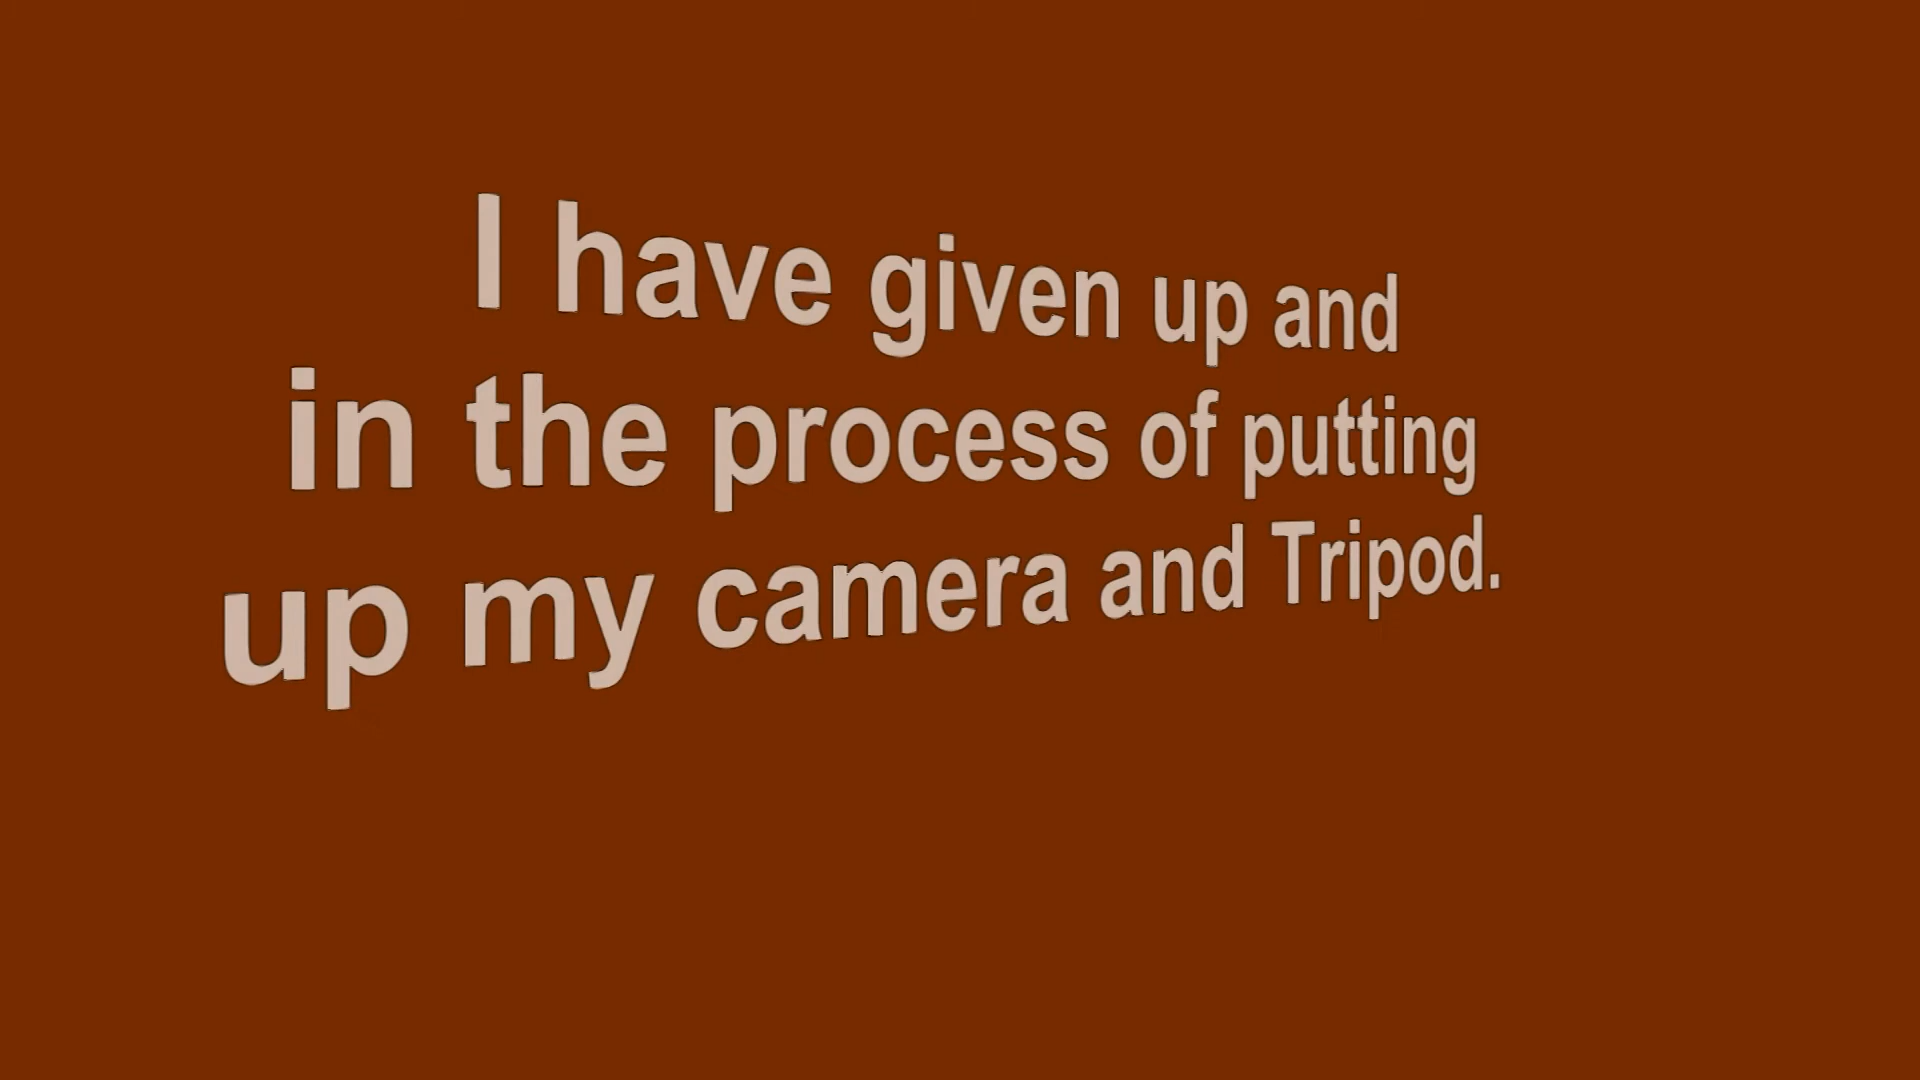 I have given up and
in the process of putting
up my camera and Tripod.